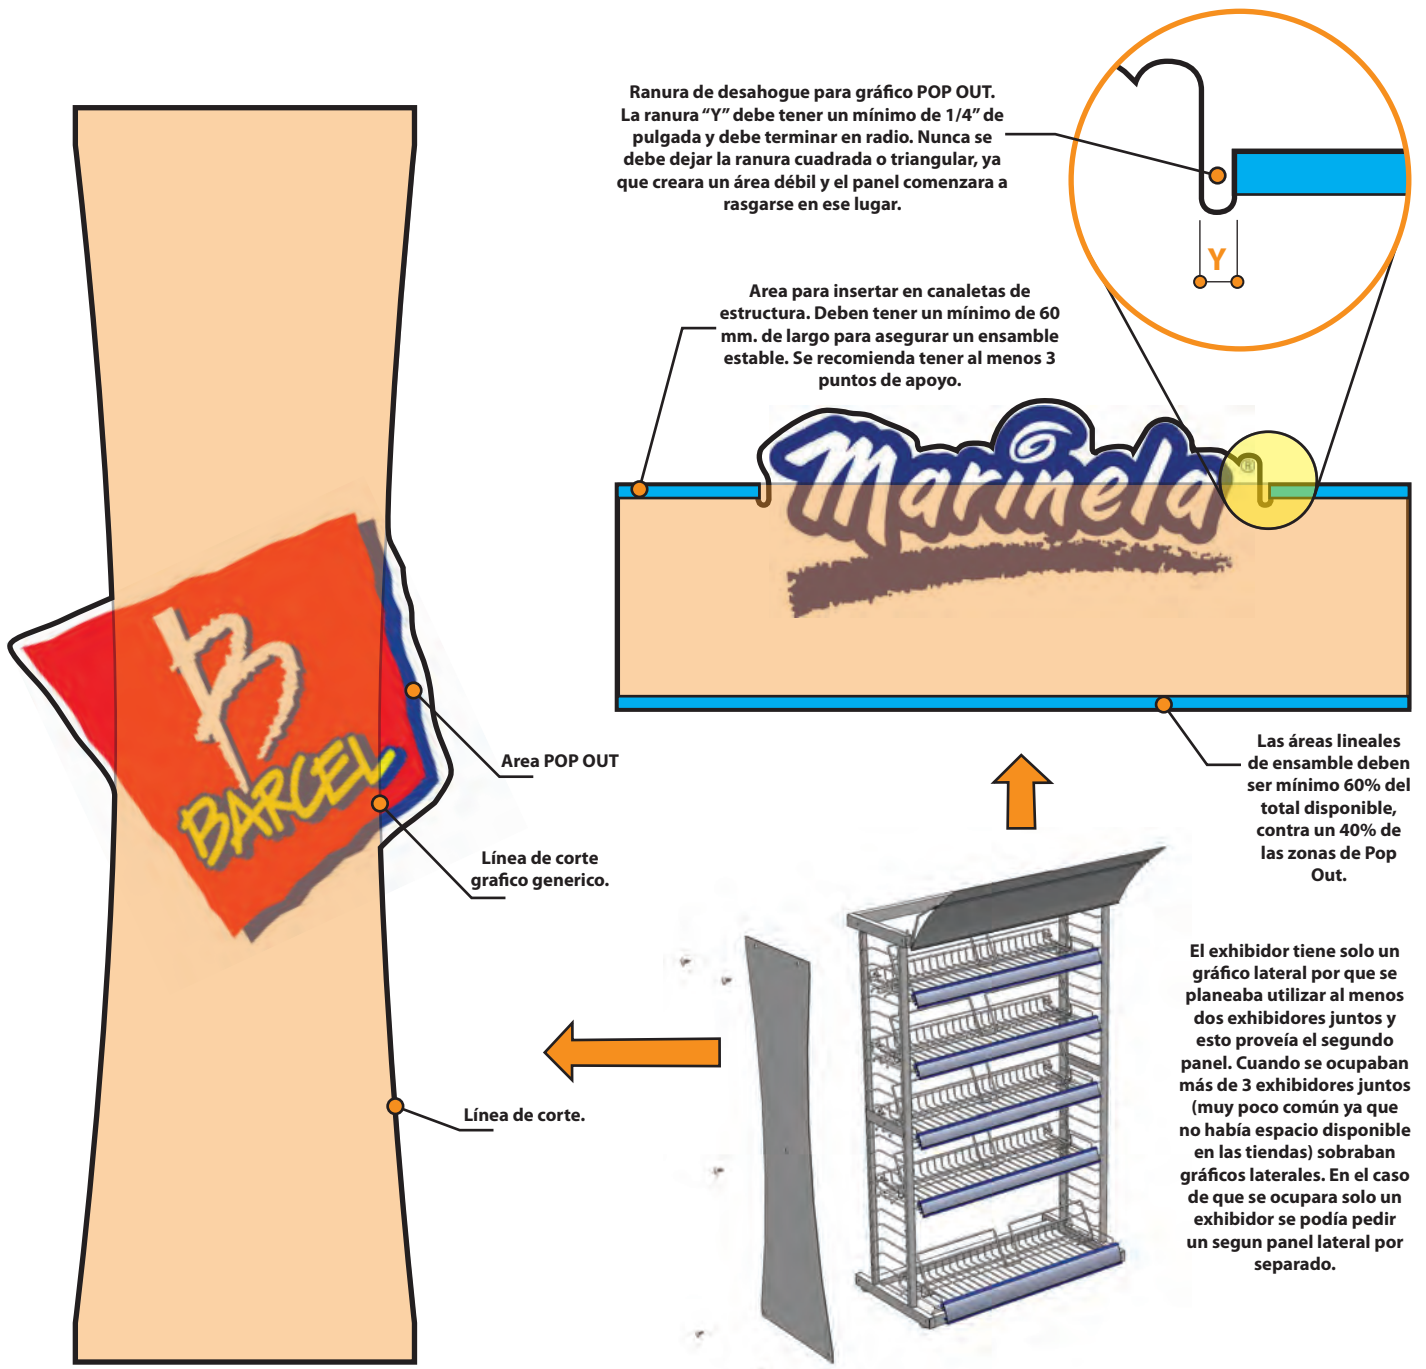 Ranura de desahogue para gráfico POP OUT.
La ranura “Y” debe tener un mínimo de 1/4” de
pulgada y debe terminar en radio. Nunca se
debe dejar la ranura cuadrada o triangular, ya
que creara un área débil y el panel comenzara a
rasgarse en ese lugar.
Y
Area para insertar en canaletas de
estructura. Deben tener un mínimo de 60
mm. de largo para asegurar un ensamble
estable. Se recomienda tener al menos 3
puntos de apoyo.
Marinela
®
B
BARCEL
Area POP OUT
Línea de corte
grafico generico.
Línea de corte.
Las áreas lineales
de ensamble deben
ser mínimo 60% del
total disponible,
contra un 40% de
las zonas de Pop
Out.
El exhibidor tiene solo un
gráfico lateral por que se
planeaba utilizar al menos
dos exhibidores juntos y
esto proveía el segundo
panel. Cuando se ocupaban
más de 3 exhibidores juntos
(muy poco común ya que
no había espacio disponible
en las tiendas) sobraban
gráficos laterales. En el caso
de que se ocupara solo un
exhibidor se podía pedir
un segun panel lateral por
separado.